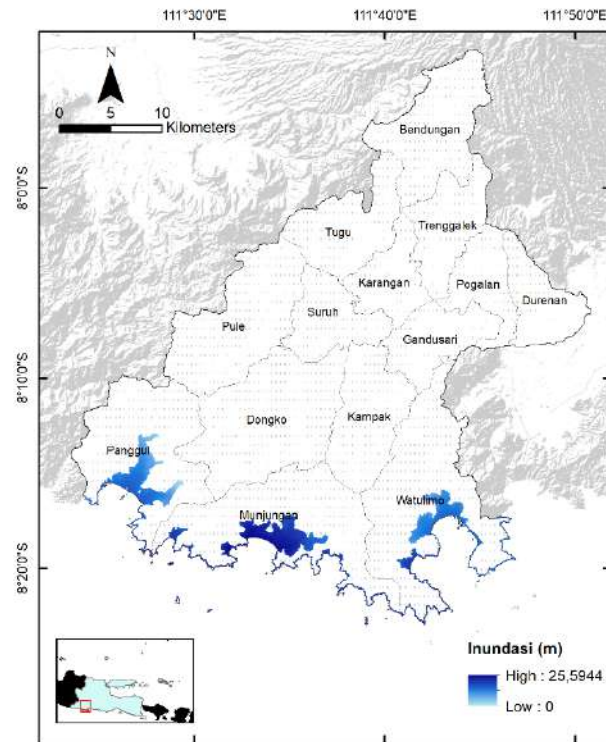 111°30'0"E 111°40'0"E 111°50'0"E
N
0 5 10
Kilometers
Bendungan
8°0'0"S
Tugu
Trenggalek
Karangan
Pogalan
Durenan
Suruh
Pule
Gandusari
8°10'0"S
Dongko
Kampak
Panggul
Watulimo
Munjungan
8°20'0"S
Inundasi (m)
High : 25,5944
Low : 0